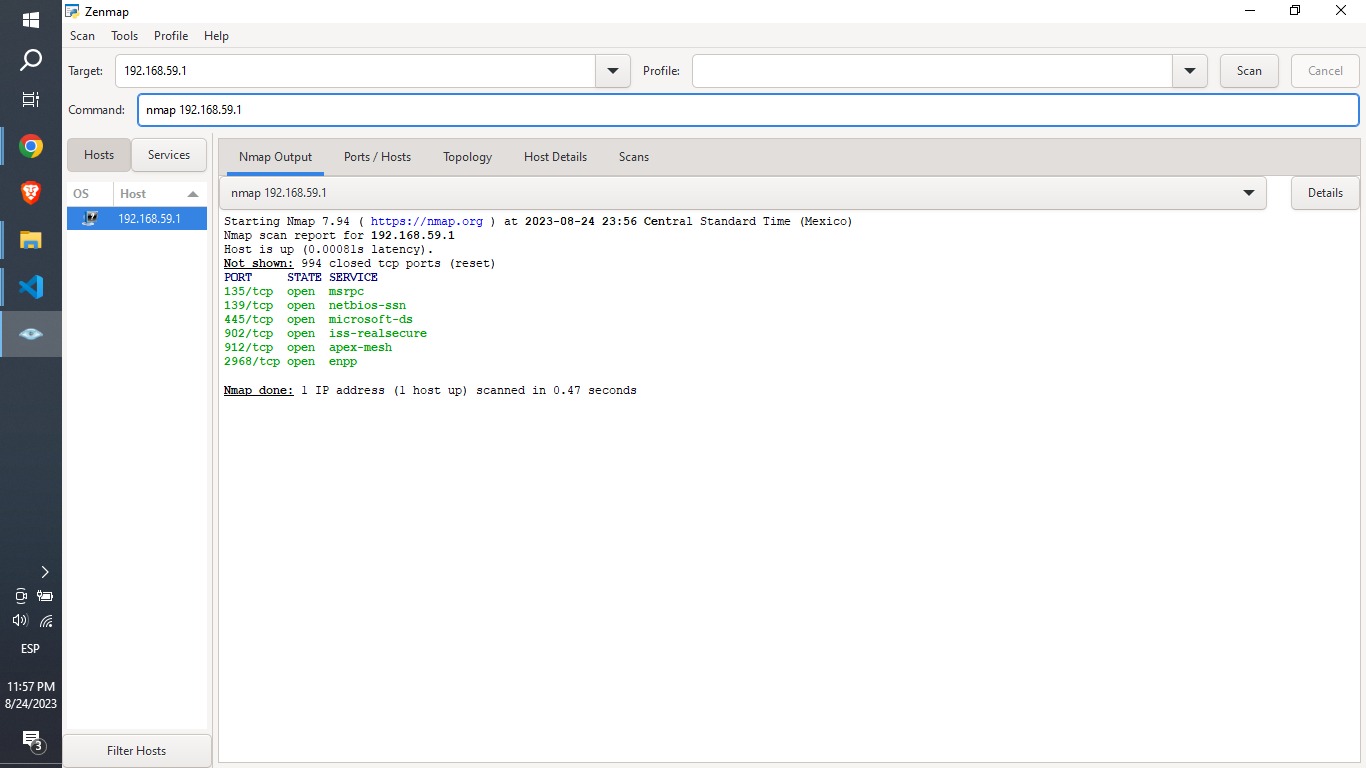 Zenmap
Scan Tools Profile Help
Target: 192.168.59.1 Profile: Scan Cancel
Command: nmap 192.168.59.1
Hosts Services
OS Host
192.168.59.1
Filter Hosts
Nmap Output Ports / Hosts Topology Host Details Scans
nmap 192.168.59.1 Details
Starting Nmap 7.94 ( https://nmap.org ) at 2023-08-24 23:56 Central Standard Time (Mexico)
Nmap scan report for 192.168.59.1
Host is up (0.00081s latency).
Not shown: 994 closed tcp ports (reset)
PORT STATE SERVICE
135/tcp open msrpc
139/tcp open netbios-ssn
445/tcp open microsoft-ds
902/tcp open iss-realsecure
912/tcp open apex-mesh
2968/tcp open enpp
Nmap done: 1 IP address (1 host up) scanned in 0.47 seconds
ESP
11:57 PM
8/24/2023
3